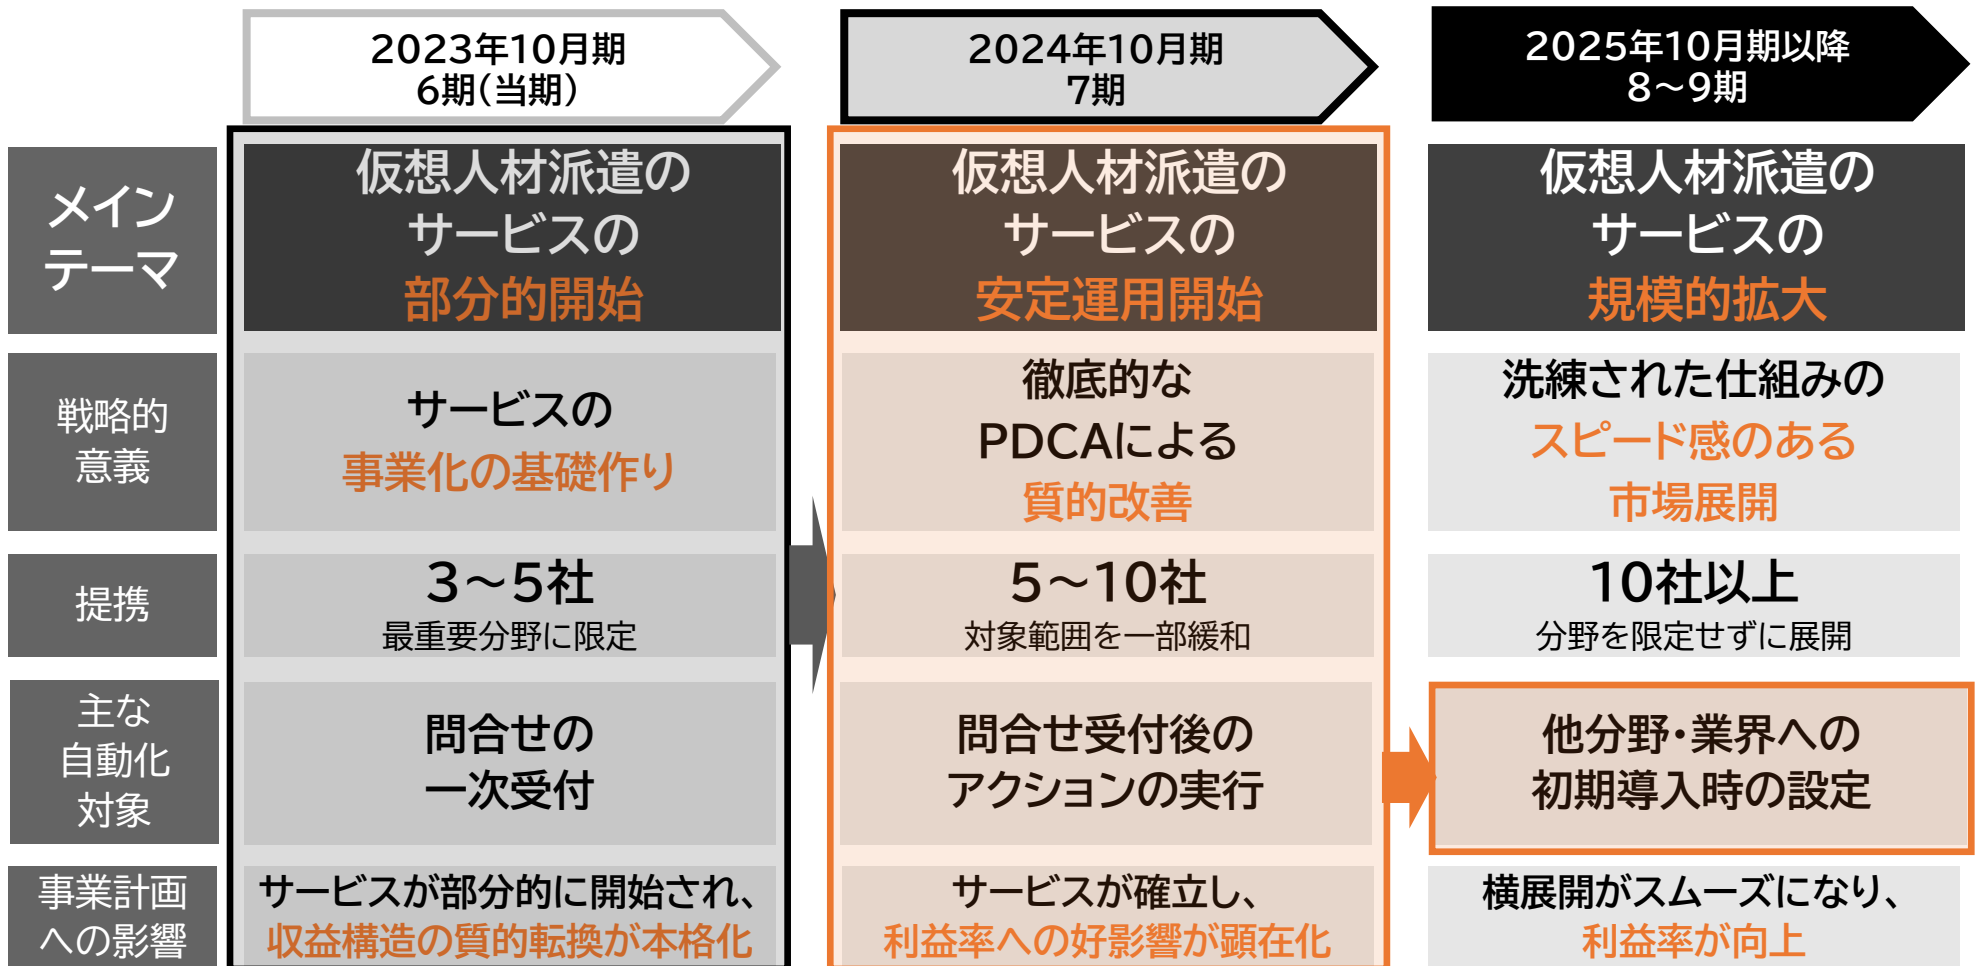 2023年10月期
6期(当期)
2024年10月期
7期
2025年10月期以降
8～9期
メイン
テーマ
仮想人材派遣の
サービスの
部分的開始
仮想人材派遣の
サービスの
安定運用開始
仮想人材派遣の
サービスの
規模的拡大
戦略的
意義
サービスの
事業化の基礎作り
徹底的な
PDCAによる
質的改善
洗練された仕組みの
スピード感のある
市場展開
提携
3～5社
最重要分野に限定
5～10社
対象範囲を一部緩和
10社以上
分野を限定せずに展開
主な
自動化
対象
問合せの
一次受付
問合せ受付後の
アクションの実行
他分野・業界への
初期導入時の設定
事業計画
への影響
サービスが部分的に開始され、
収益構造の質的転換が本格化
サービスが確立し、
利益率への好影響が顕在化
横展開がスムーズになり、
利益率が向上